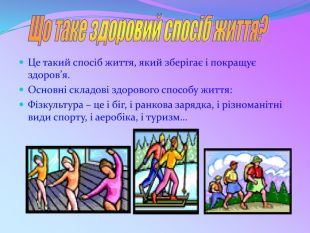 Що таке здоровий спосіб життя?
Це такий спосіб життя, який зберігає і покращує
здоров'я.
Основні складові здорового способу життя:
Фізкультура – це і біг, і ранкова зарядка, і різноманітні
види спорту, і аеробіка, і туризм...